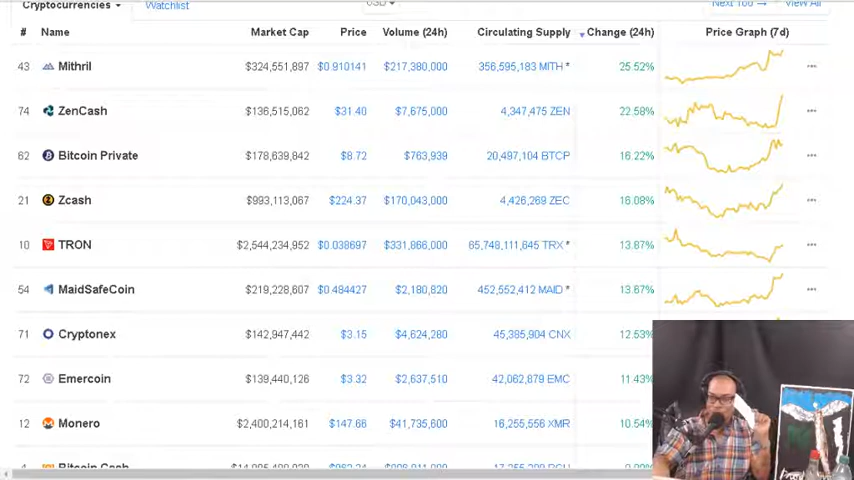 Cryptocurrencies Watchlist USD Next 100 → View All
# Name Market Cap Price Volume (24h) Circulating Supply Change (24h) Price Graph (7d)
43 Mithril $324,551,897 $0.910141 $217,380,000 356,595,183 MITH * 25.52%
74 ZenCash $136,515,062 $31.40 $7,675,000 4,347,475 ZEN 22.58%
62 Bitcoin Private $178,639,842 $8.72 $763,939 20,497,104 BTCP 16.22%
21 Zcash $993,113,067 $224.37 $170,043,000 4,426,269 ZEC 16.08%
10 TRON $2,544,234,952 $0.038697 $331,866,000 65,748,111,645 TRX * 13.87%
54 MaidSafeCoin $219,228,607 $0.484427 $2,180,820 452,552,412 MAID * 13.67%
71 Cryptonex $142,947,442 $3.15 $4,624,280 45,385,904 CNX 12.53%
72 Emercoin $139,440,126 $3.32 $2,637,510 42,062,879 EMC 11.43%
12 Monero $2,400,214,161 $147.66 $41,735,600 16,255,556 XMR 10.54%
4 Bitcoin Cash